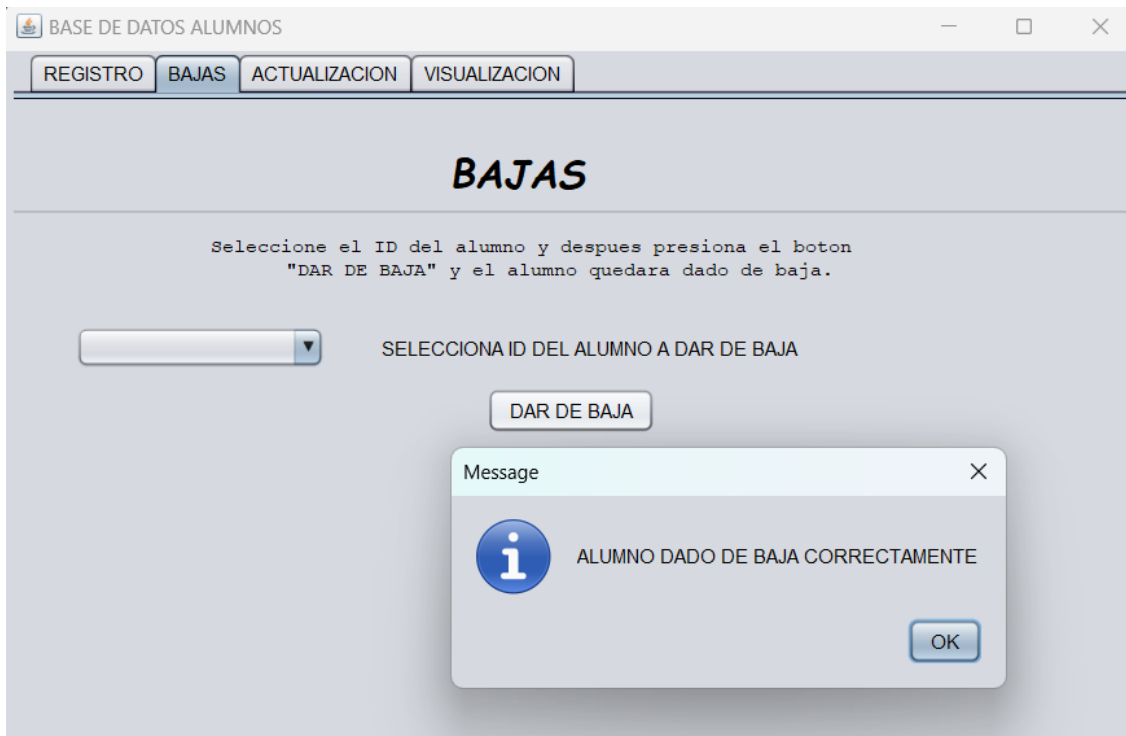 BASE DE DATOS ALUMNOS
REGISTRO BAJAS ACTUALIZACION VISUALIZACION
BAJAS
Seleccione el ID del alumno y despues presiona el boton
"DAR DE BAJA" y el alumno quedara dado de baja.
SELECCIONA ID DEL ALUMNO A DAR DE BAJA
DAR DE BAJA
Message
ALUMNO DADO DE BAJA CORRECTAMENTE
OK